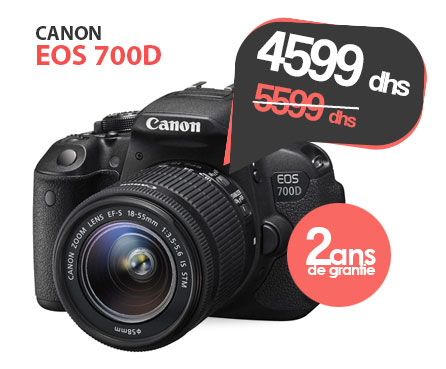 CANON
EOS 700D
4599 dhs
5599 dhs
Canon
EOS
700D
CANON ZOOM LENS EF-S 18-55mm 1:3.5-5.6 IS STM
ø58mm
2ans
de grantie